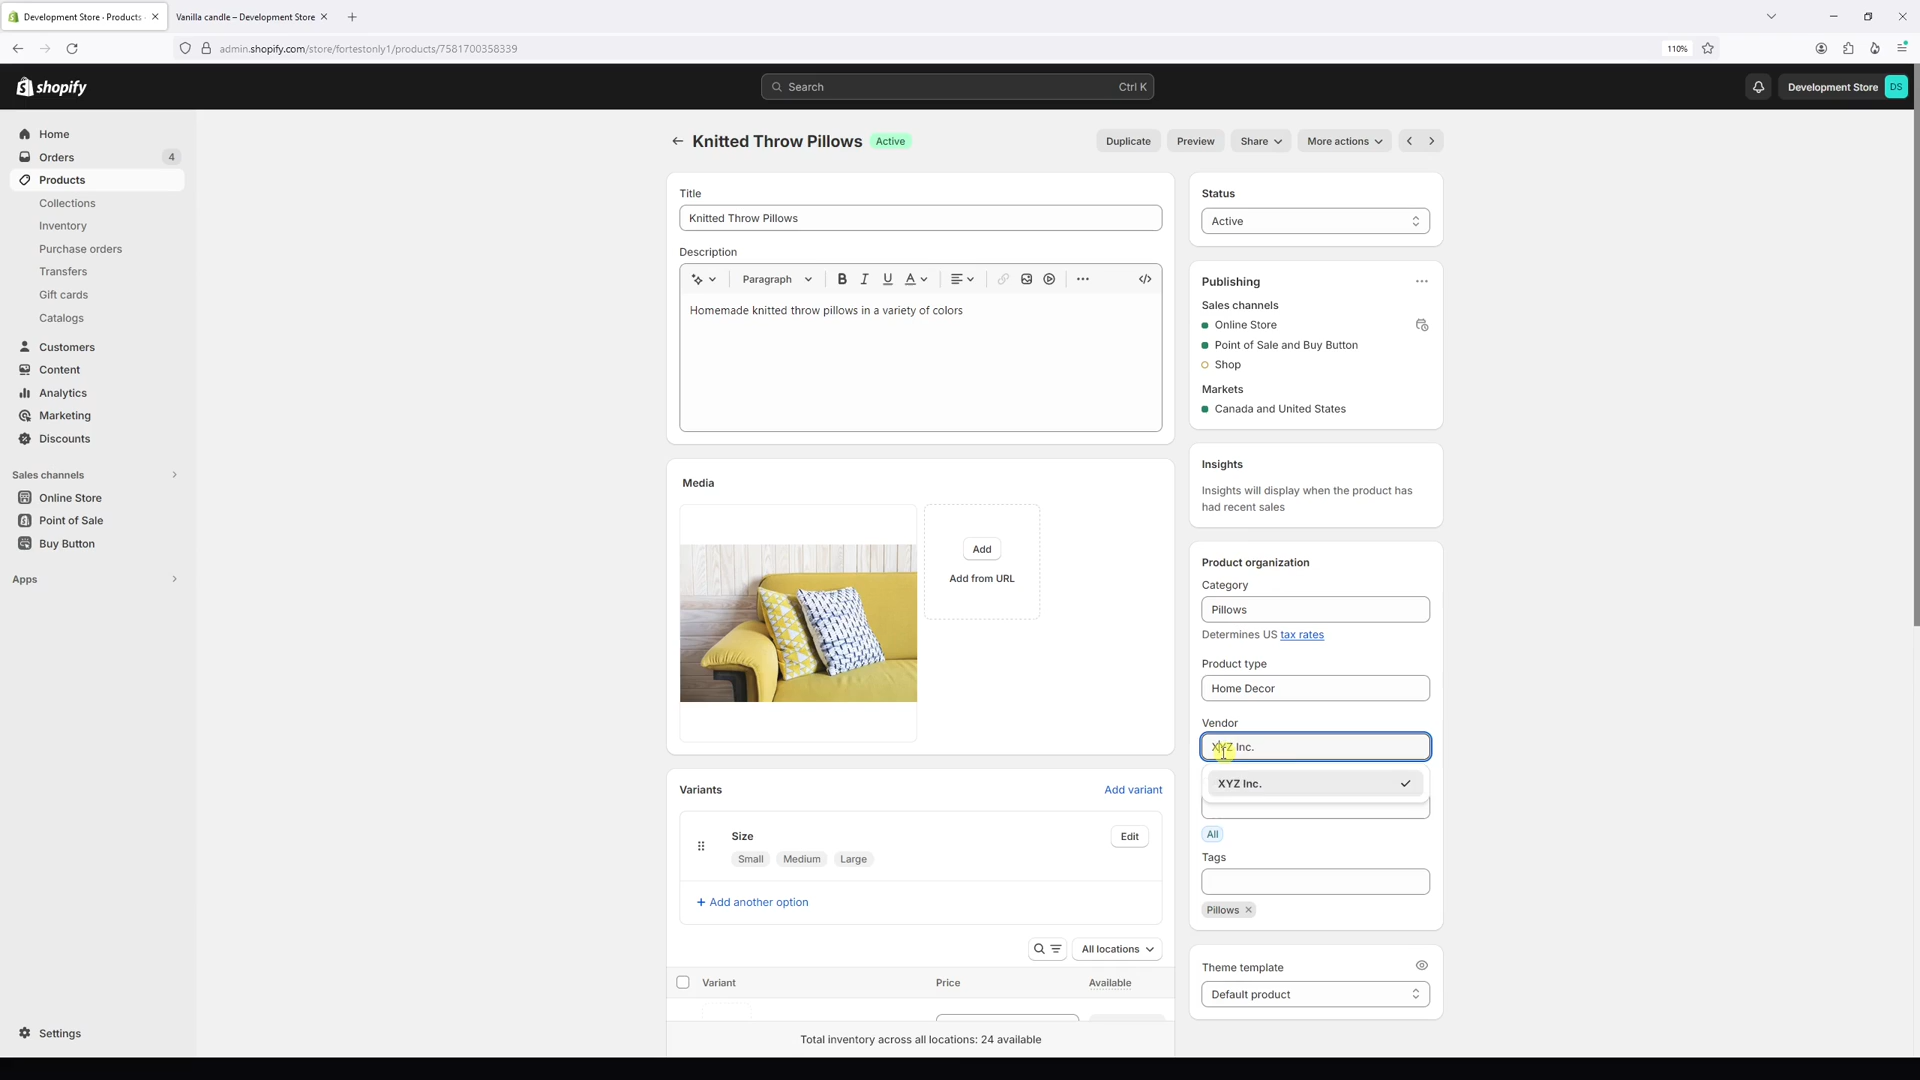 Development Store · Products ·
Vanilla candle – Development Store
admin.shopify.com/store/fortestonly1/products/7581700358339
110%
shopify
Search
Ctrl K
Development Store
DS
Home
Orders
4
Products
Collections
Inventory
Purchase orders
Transfers
Gift cards
Catalogs
Customers
Content
Analytics
Marketing
Discounts
Sales channels
Online Store
Point of Sale
Buy Button
Apps
Settings
Knitted Throw Pillows
Active
Duplicate
Preview
Share
More actions
Title
Knitted Throw Pillows
Description
Paragraph
B I U A
Homemade knitted throw pillows in a variety of colors
Media
Add
Add from URL
Variants
Add variant
Size
Edit
Small Medium Large
+ Add another option
All locations
Variant
Price
Available
Total inventory across all locations: 24 available
Status
Active
Publishing
Sales channels
Online Store
Point of Sale and Buy Button
Shop
Markets
Canada and United States
Insights
Insights will display when the product has
had recent sales
Product organization
Category
Pillows
Determines US tax rates
Product type
Home Decor
Vendor
XYZ Inc.
XYZ Inc.
All
Tags
Pillows
Theme template
Default product